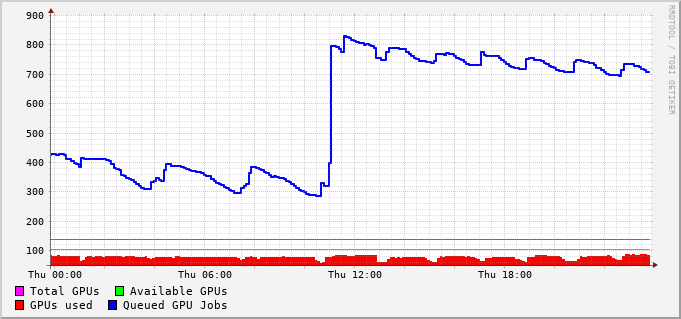 900
800
700
600
500
400
300
200
100
Thu 00:00 Thu 06:00 Thu 12:00 Thu 18:00
Total GPUs Available GPUs
GPUs used Queued GPU Jobs
RRDTOOL / TOBI OETIKER